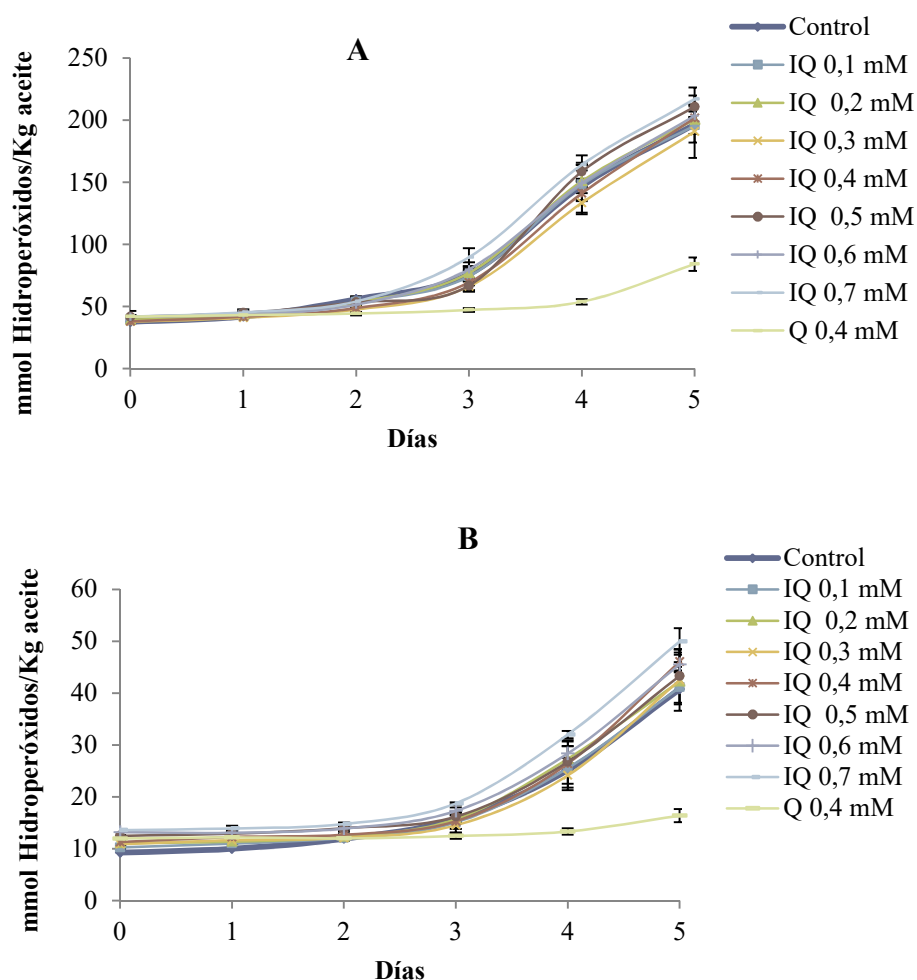 A
mmol Hidroperóxidos/Kg aceite
250
200
150
100
50
0
0 1 2 3 4 5
Días
Control
IQ 0,1 mM
IQ 0,2 mM
IQ 0,3 mM
IQ 0,4 mM
IQ 0,5 mM
IQ 0,6 mM
IQ 0,7 mM
Q 0,4 mM
B
mmol Hidroperóxidos/Kg aceite
60
50
40
30
20
10
0
0 1 2 3 4 5
Días
Control
IQ 0,1 mM
IQ 0,2 mM
IQ 0,3 mM
IQ 0,4 mM
IQ 0,5 mM
IQ 0,6 mM
IQ 0,7 mM
Q 0,4 mM